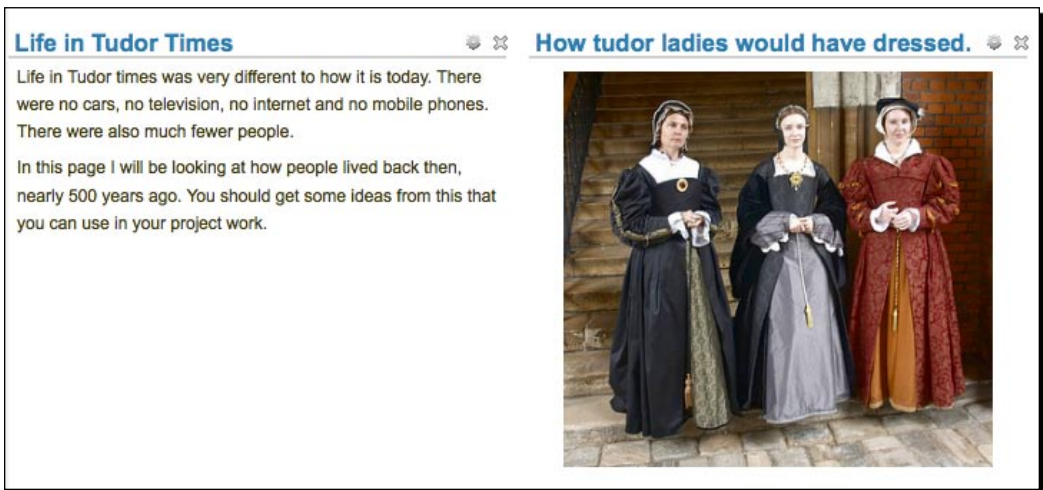 Life in Tudor Times
Life in Tudor times was very different to how it is today. There
were no cars, no television, no internet and no mobile phones.
There were also much fewer people.
In this page I will be looking at how people lived back then,
nearly 500 years ago. You should get some ideas from this that
you can use in your project work.
How tudor ladies would have dressed.